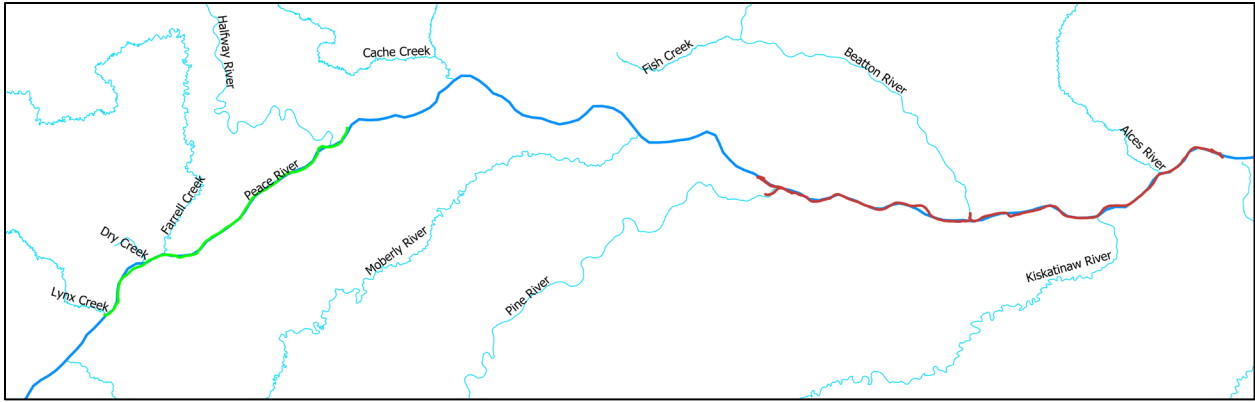 Halfway River
Cache Creek
Fish Creek
Beatton River
Alces River
Peace River
Farrell Creek
Dry Creek
Moberly River
Kiskatinaw River
Pine River
Lynx Creek